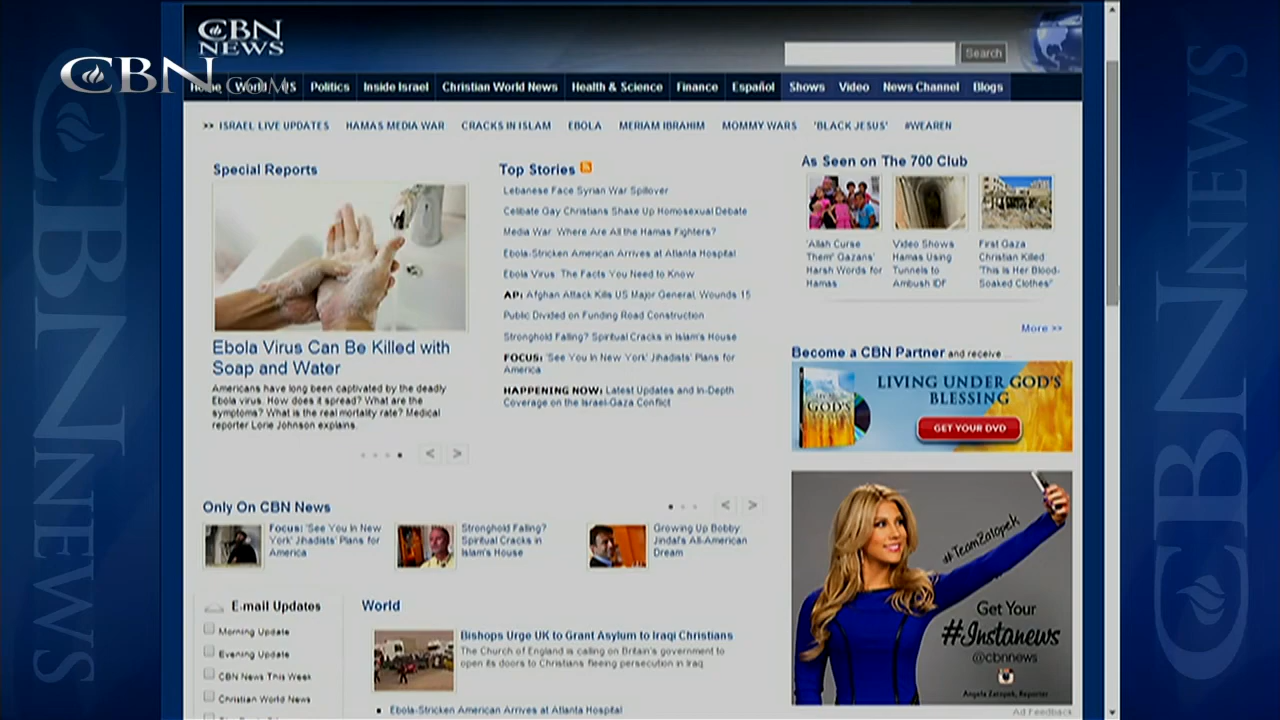 CBN
NEWS
CBN
.COM
Search
Home World US Politics Inside Israel Christian World News Health & Science Finance Español Shows Video News Channel Blogs
>> ISRAEL LIVE UPDATES HAMAS MEDIA WAR CRACKS IN ISLAM EBOLA MERIAM IBRAHIM MOMMY WARS 'BLACK JESUS' #WEAREN
Special Reports
Ebola Virus Can Be Killed with
Soap and Water
Americans have long been captivated by the deadly
Ebola virus. How does it spread? What are the
symptoms? What is the real mortality rate? Medical
reporter Lorie Johnson explains.
< >
Top Stories
Lebanese Face Syrian War Spillover
Celibate Gay Christians Shake Up Homosexual Debate
Media War: Where Are All the Hamas Fighters?
Ebola-Stricken American Arrives at Atlanta Hospital
Ebola Virus: The Facts You Need to Know
AP: Afghan Attack Kills US Major General, Wounds 15
Public Divided on Funding Road Construction
Stronghold Falling? Spiritual Cracks in Islam's House
FOCUS: 'See You In New York' Jihadists' Plans for
America
HAPPENING NOW: Latest Updates and In-Depth
Coverage on the Israel-Gaza Conflict
As Seen on The 700 Club
'Allah Curse
Them' Gazans'
Harsh Words for
Hamas
Video Shows
Hamas Using
Tunnels to
Ambush IDF
First Gaza
Christian Killed
'This is Her Blood-
Soaked Clothes"
More >>
Become a CBN Partner and receive ...
GOD'S
LIVING UNDER GOD'S
BLESSING
GET YOUR DVD
Only On CBN News
< >
Focus: 'See You In New
York' Jihadists' Plans for
America
Stronghold Falling?
Spiritual Cracks in
Islam's House
Growing Up Bobby:
Jindal's All-American
Dream
E-mail Updates
Morning Update
Evening Update
CBN News This Week
Christian World News
World
Bishops Urge UK to Grant Asylum to Iraqi Christians
The Church of England is calling on Britain's government to
open its doors to Christians fleeing persecution in Iraq
Ebola-Stricken American Arrives at Atlanta Hospital
#TeamZatopek
Get Your
#Instanews
@cbnnews
Angela Zatopek, Reporter
Ad Feedback
CBN NEWS
CBN NEWS